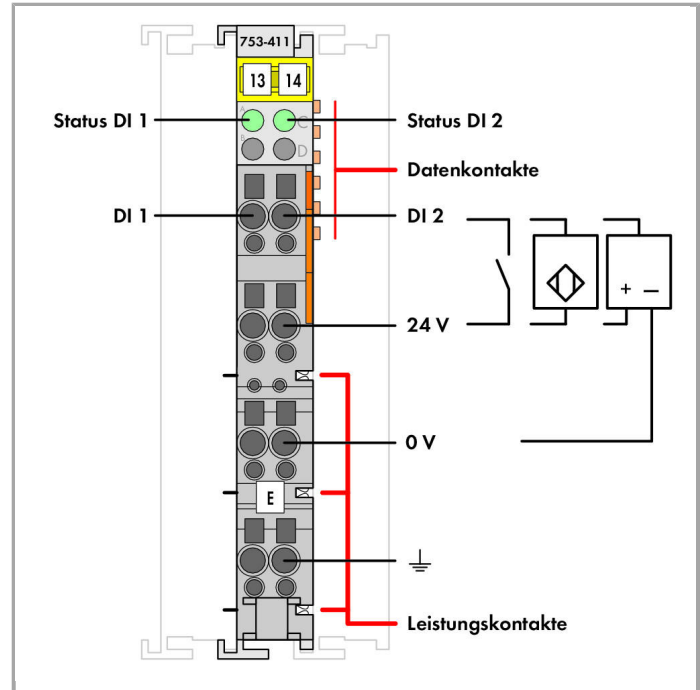 753-411
13 14
A
C
Status DI 1
Status DI 2
B
D
Datenkontakte
DI 1
DI 2
+ −
24 V
0 V
E
Leistungskontakte